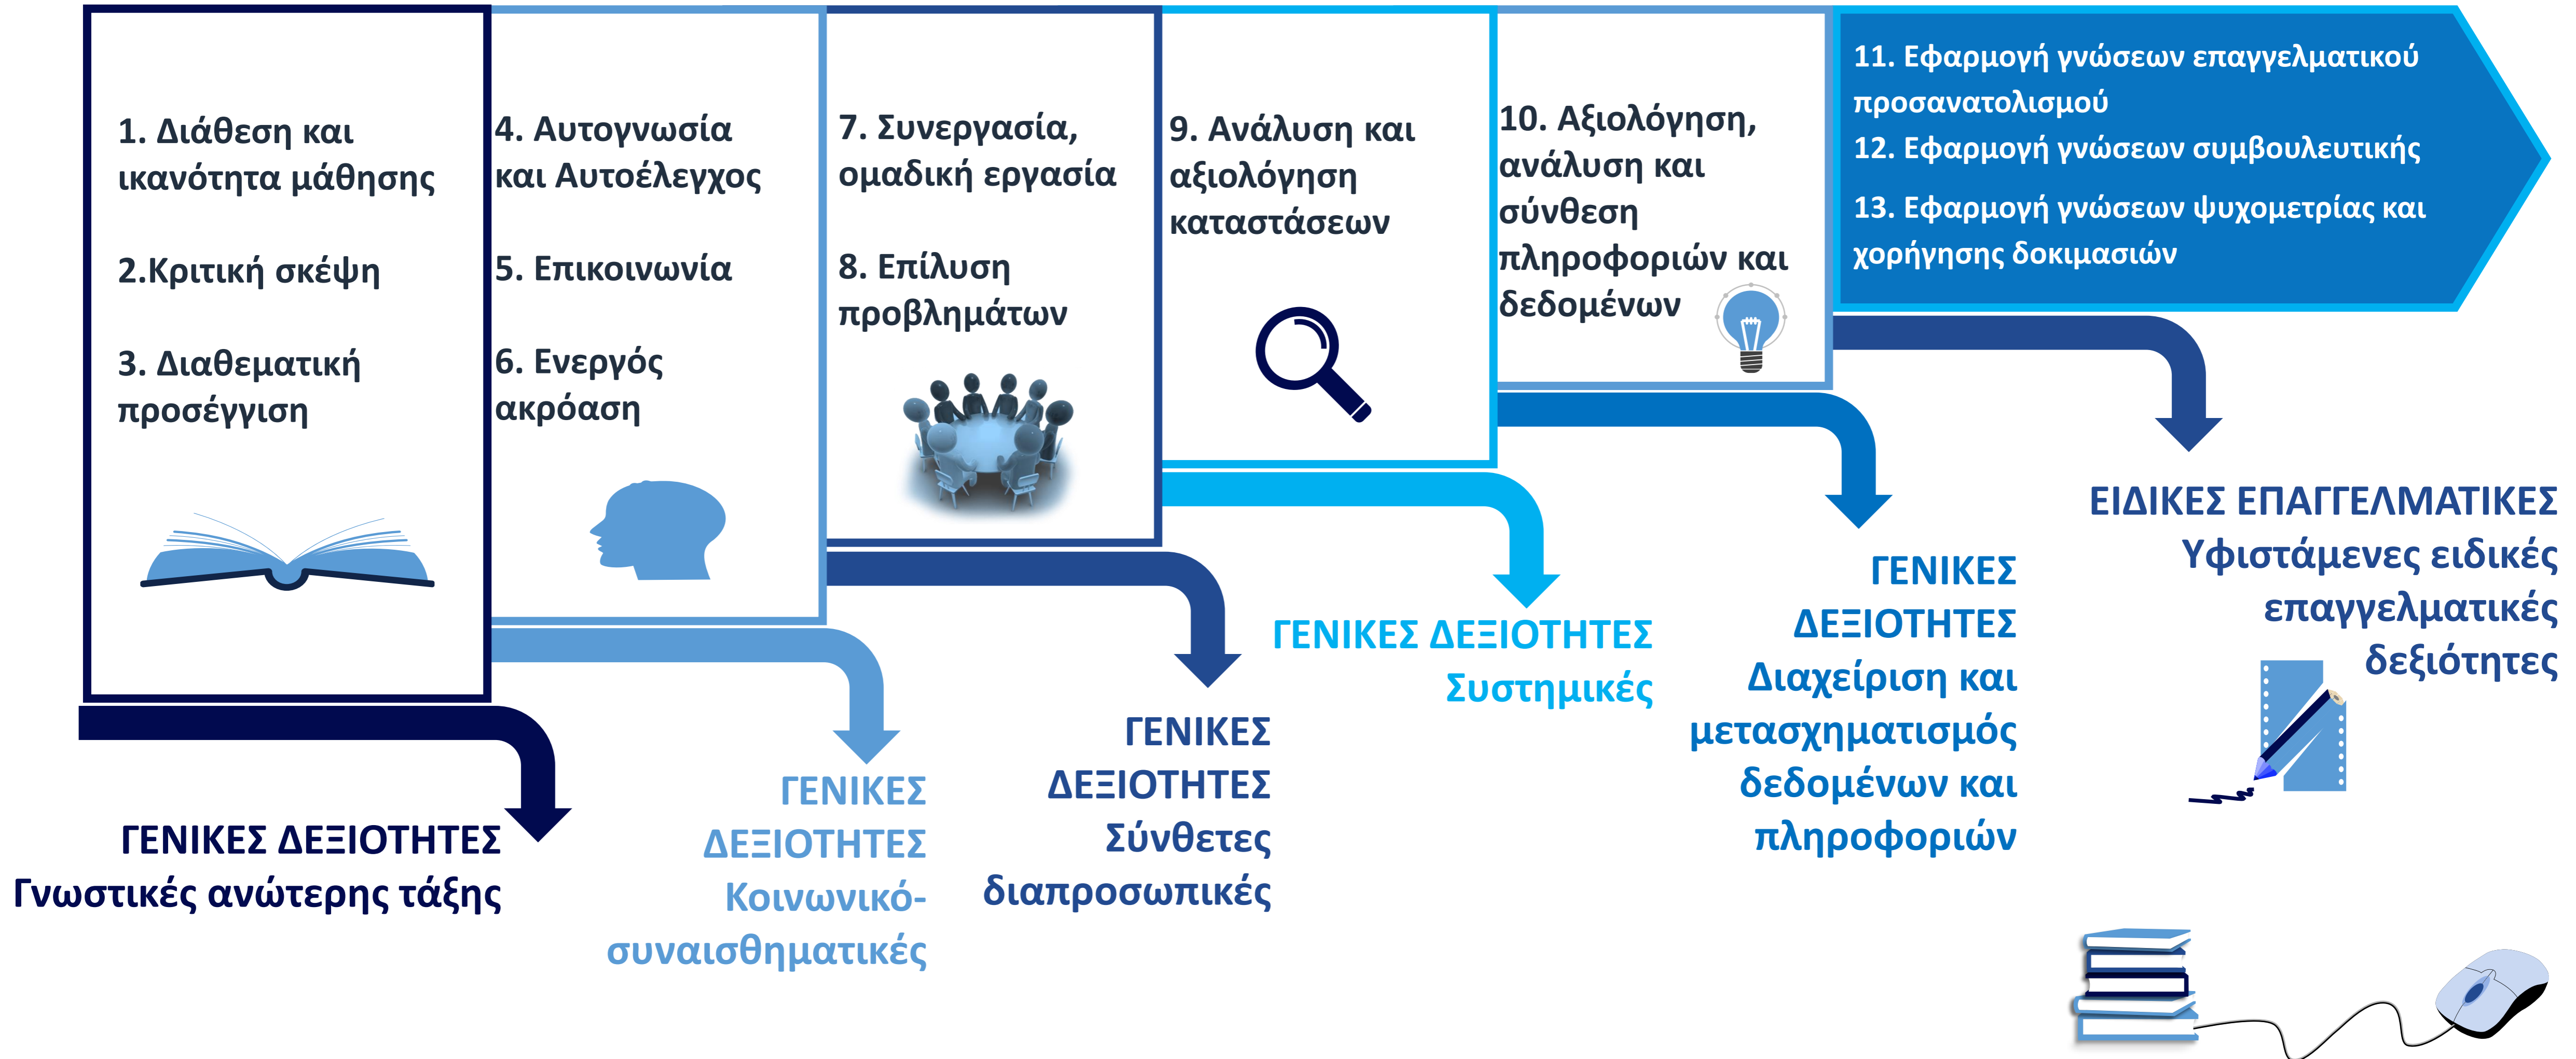 1. Διάθεση και
ικανότητα μάθησης
2.Κριτική σκέψη
3. Διαθεματική
προσέγγιση
4. Αυτογνωσία
και Αυτοέλεγχος
5. Επικοινωνία
6. Ενεργός
ακρόαση
7. Συνεργασία,
ομαδική εργασία
8. Επίλυση
προβλημάτων
9. Ανάλυση και
αξιολόγηση
καταστάσεων
10. Αξιολόγηση,
ανάλυση και
σύνθεση
πληροφοριών και
δεδομένων
11. Εφαρμογή γνώσεων επαγγελματικού
προσανατολισμού
12. Εφαρμογή γνώσεων συμβουλευτικής
13. Εφαρμογή γνώσεων ψυχομετρίας και
χορήγησης δοκιμασιών
ΓΕΝΙΚΕΣ ΔΕΞΙΟΤΗΤΕΣ
Γνωστικές ανώτερης τάξης
ΓΕΝΙΚΕΣ
ΔΕΞΙΟΤΗΤΕΣ
Κοινωνικό-
συναισθηματικές
ΓΕΝΙΚΕΣ
ΔΕΞΙΟΤΗΤΕΣ
Σύνθετες
διαπροσωπικές
ΓΕΝΙΚΕΣ ΔΕΞΙΟΤΗΤΕΣ
Συστημικές
ΓΕΝΙΚΕΣ
ΔΕΞΙΟΤΗΤΕΣ
Διαχείριση και
μετασχηματισμός
δεδομένων και
πληροφοριών
ΕΙΔΙΚΕΣ ΕΠΑΓΓΕΛΜΑΤΙΚΕΣ
Υφιστάμενες ειδικές
επαγγελματικές
δεξιότητες